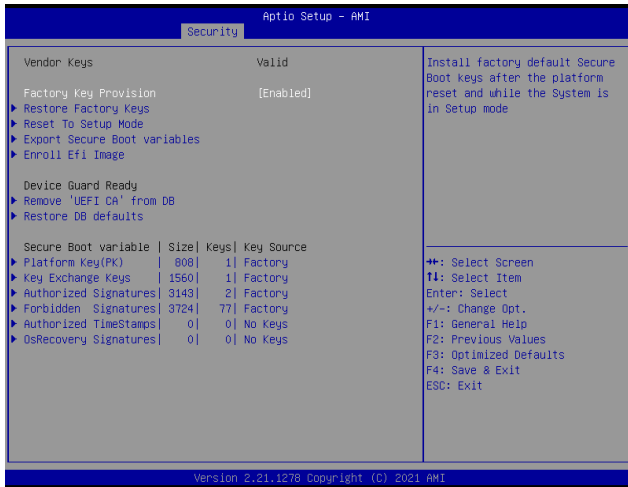 Aptio Setup – AMI
Security
Vendor Keys Valid
Factory Key Provision [Enabled]
Restore Factory Keys
Reset To Setup Mode
Export Secure Boot variables
Enroll Efi Image
Device Guard Ready
Remove 'UEFI CA' from DB
Restore DB defaults
Secure Boot variable | Size| Keys| Key Source
Platform Key(PK) | 808| 1| Factory
Key Exchange Keys | 1560| 1| Factory
Authorized Signatures| 3143| 2| Factory
Forbidden Signatures| 3724| 77| Factory
Authorized TimeStamps| 0| 0| No Keys
OsRecovery Signatures| 0| 0| No Keys
Install factory default Secure
Boot keys after the platform
reset and while the System is
in Setup mode
→←: Select Screen
↑↓: Select Item
Enter: Select
+/-: Change Opt.
F1: General Help
F2: Previous Values
F3: Optimized Defaults
F4: Save & Exit
ESC: Exit
Version 2.21.1278 Copyright (C) 2021 AMI